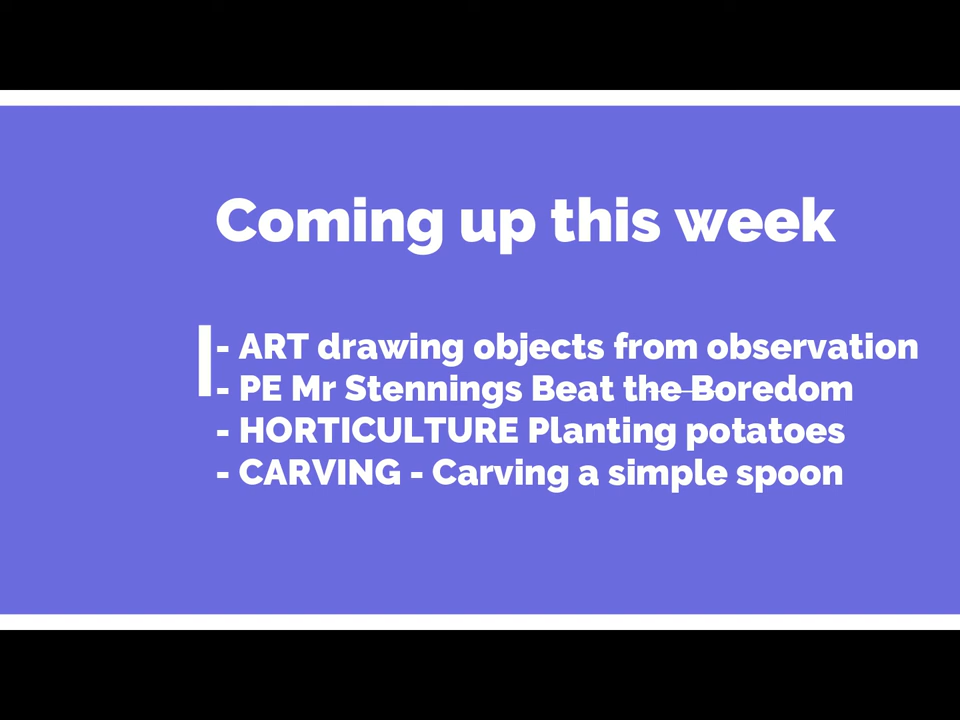 Coming up this week
- ART drawing objects from observation
- PE Mr Stennings Beat the Boredom
- HORTICULTURE Planting potatoes
- CARVING - Carving a simple spoon